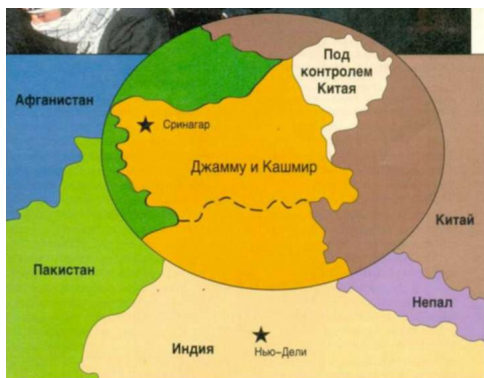 Под
контролем
Китая
Афганистан
Сринагар
Джамму и Кашмир
Китай
Пакистан
Непал
Индия
Нью–Дели